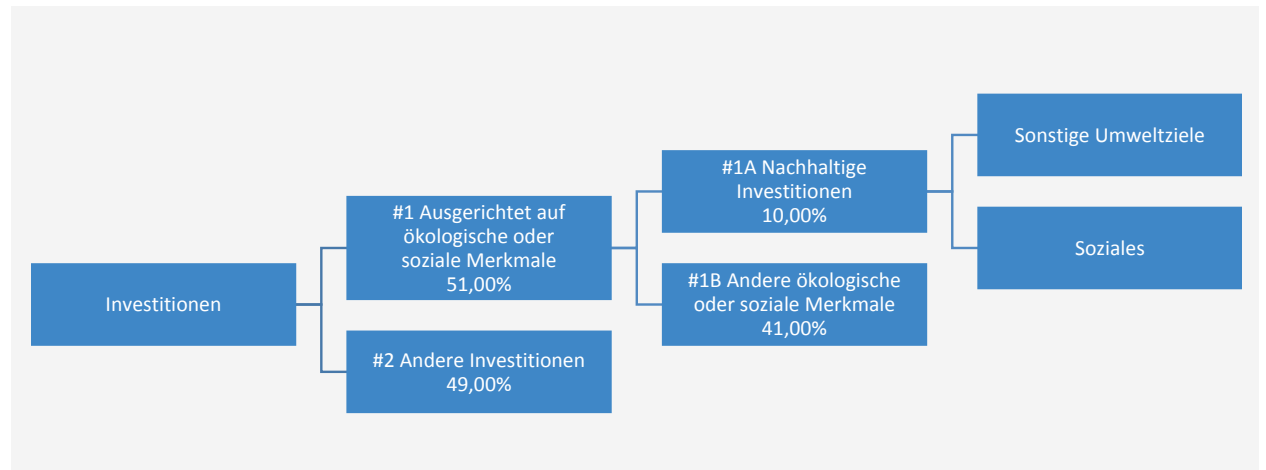 Investitionen
#1 Ausgerichtet auf
ökologische oder
soziale Merkmale
51,00%
#2 Andere Investitionen
49,00%
#1A Nachhaltige
Investitionen
10,00%
#1B Andere ökologische
oder soziale Merkmale
41,00%
Sonstige Umweltziele
Soziales